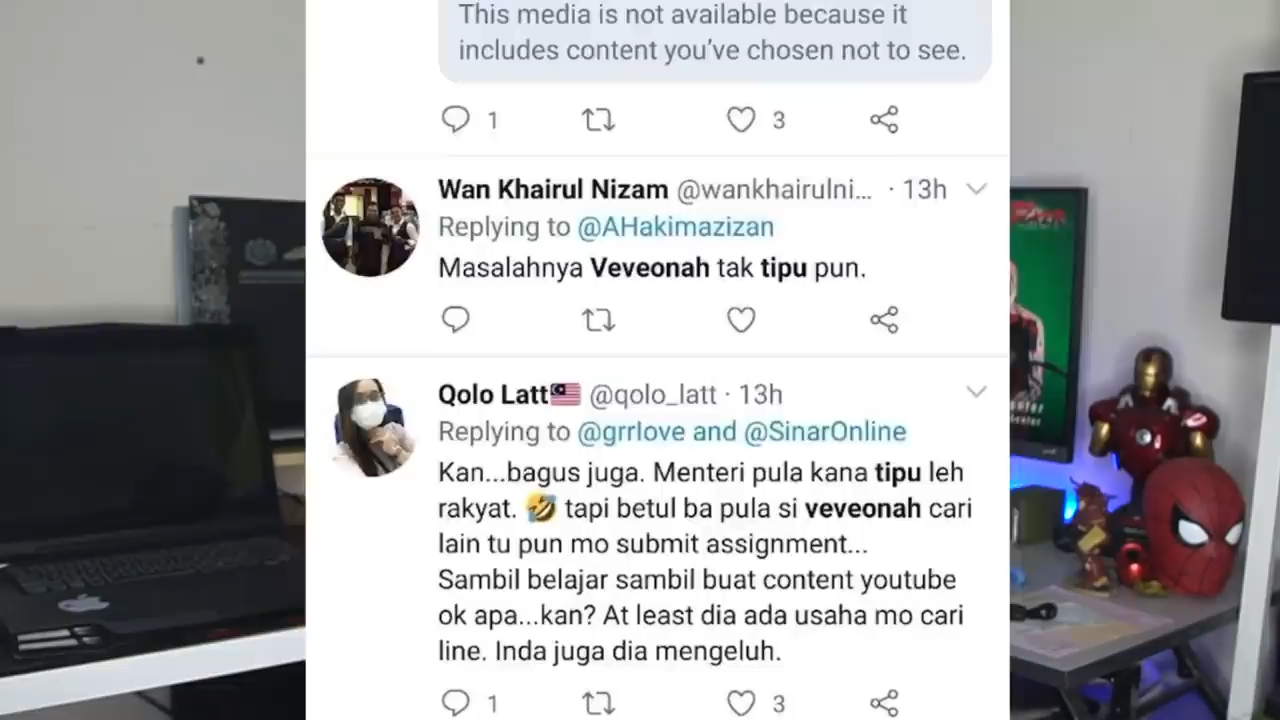 This media is not available because it
includes content you've chosen not to see.
1
3
Wan Khairul Nizam @wankhairulni... · 13h
Replying to @AHakimazizan
Masalahnya Veveonah tak tipu pun.
Qolo Latt🇲🇾 @qolo_latt · 13h
Replying to @grrlove and @SinarOnline
Kan...bagus juga. Menteri pula kana tipu leh
rakyat. 🤣 tapi betul ba pula si veveonah cari
lain tu pun mo submit assignment...
Sambil belajar sambil buat content youtube
ok apa...kan? At least dia ada usaha mo cari
line. Inda juga dia mengeluh.
1
3